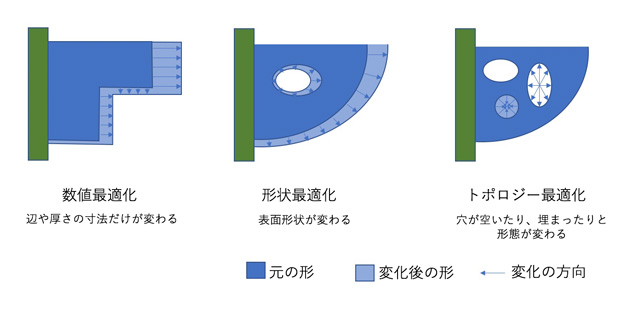 数値最適化
辺や厚さの寸法だけが変わる
形状最適化
表面形状が変わる
トポロジー最適化
穴が空いたり、埋まったりと
形態が変わる
元の形
変化後の形
変化の方向